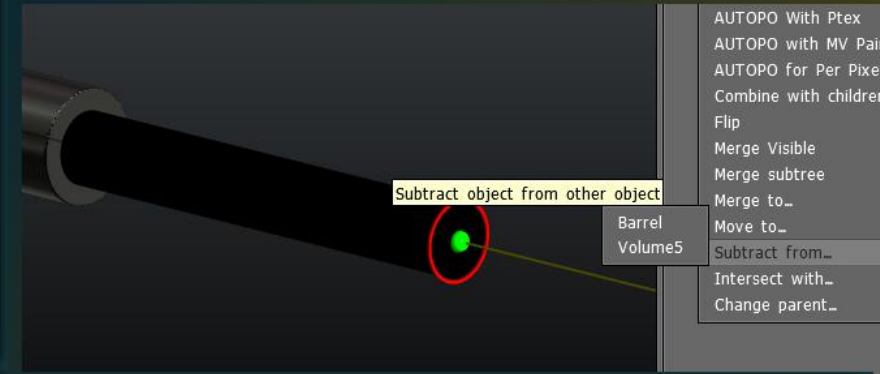 AUTOPO With Ptex
AUTOPO with MV Pai
AUTOPO for Per Pixe
Combine with childre
Flip
Merge Visible
Merge subtree
Merge to…
Move to…
Subtract from…
Intersect with…
Change parent…
Subtract object from other object
Barrel
Volume5